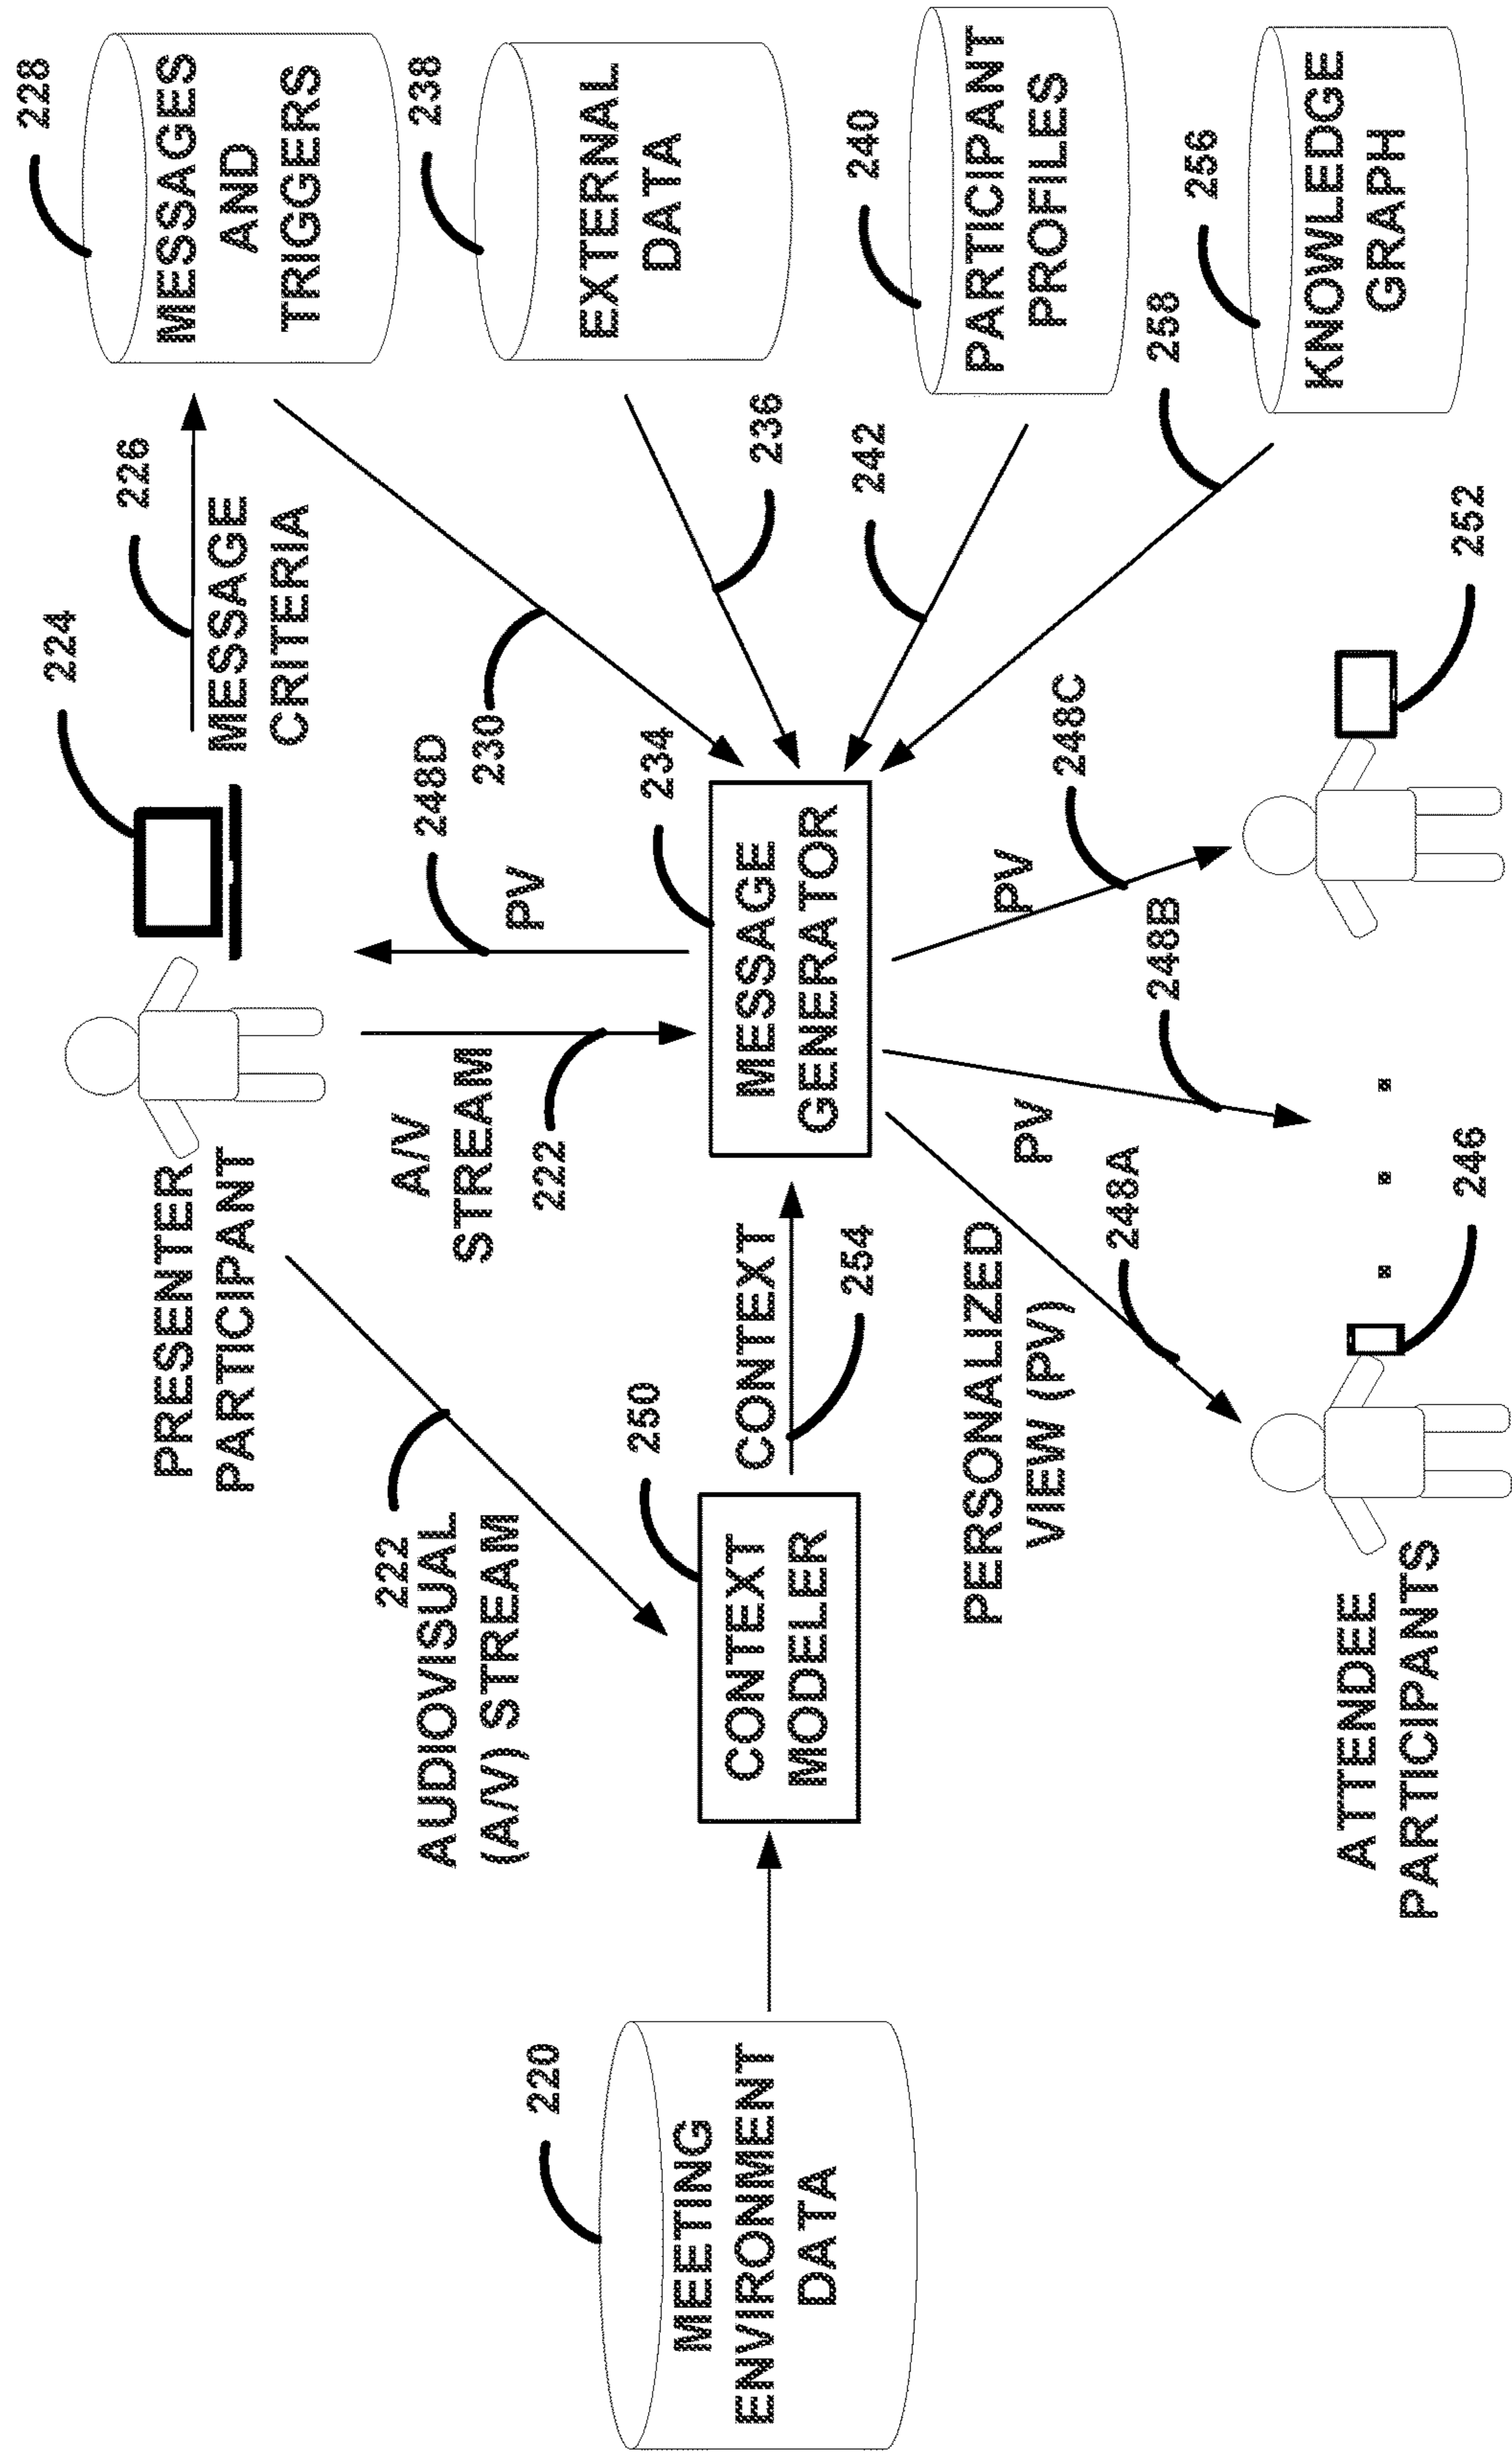 228
MESSAGES
AND
TRIGGERS
238
EXTERNAL
DATA
240
PARTICIPANT
PROFILES
256
KNOWLEDGE
GRAPH
258
226
MESSAGE
CRITERIA
224
230
236
242
252
248D
PV
234
MESSAGE
GENERATOR
248C
PV
248B
PV
PRESENTER
PARTICIPANT
A/V
STREAM
222
222
AUDIOVISUAL
(A/V) STREAM
250
CONTEXT
MODELER
CONTEXT
254
PERSONALIZED
VIEW (PV)
248A
246
ATTENDEE
PARTICIPANTS
220
MEETING
ENVIRONMENT
DATA